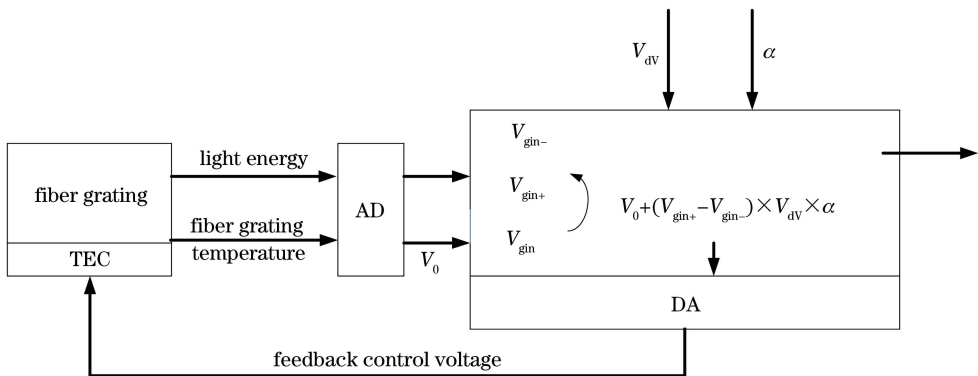 V_dV
α
V_gin−
light energy
fiber grating
AD
V_gin+
V_0+(V_gin+−V_gin−)×V_dV×α
fiber grating
temperature
V_gin
TEC
V_0
DA
feedback control voltage